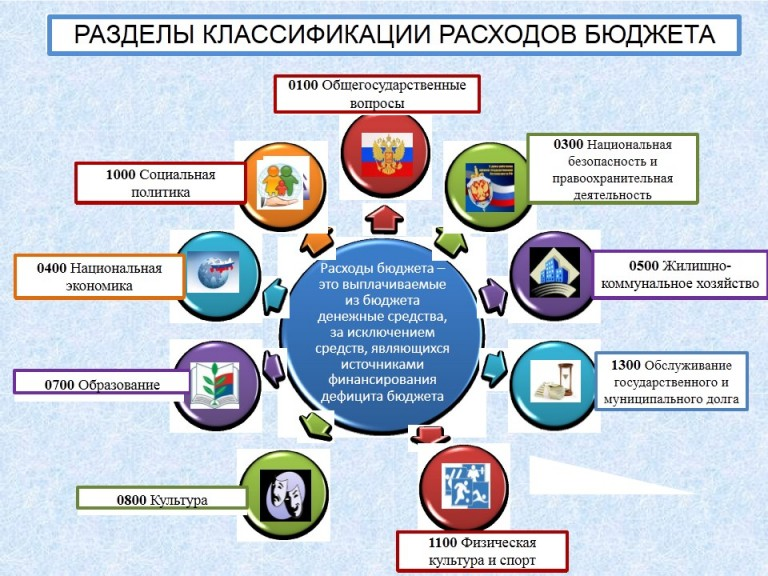 РАЗДЕЛЫ КЛАССИФИКАЦИИ РАСХОДОВ БЮДЖЕТА
0100 Общегосударственные
вопросы
0300 Национальная
безопасность и
правоохранительная
деятельность
1000 Социальная
политика
0400 Национальная
экономика
0500 Жилищно-
коммунальное хозяйство
Расходы бюджета –
это выплачиваемые
из бюджета
денежные средства,
за исключением
средств, являющихся
источниками
финансирования
дефицита бюджета
0700 Образование
1300 Обслуживание
государственного и
муниципального долга
0800 Культура
1100 Физическая
культура и спорт